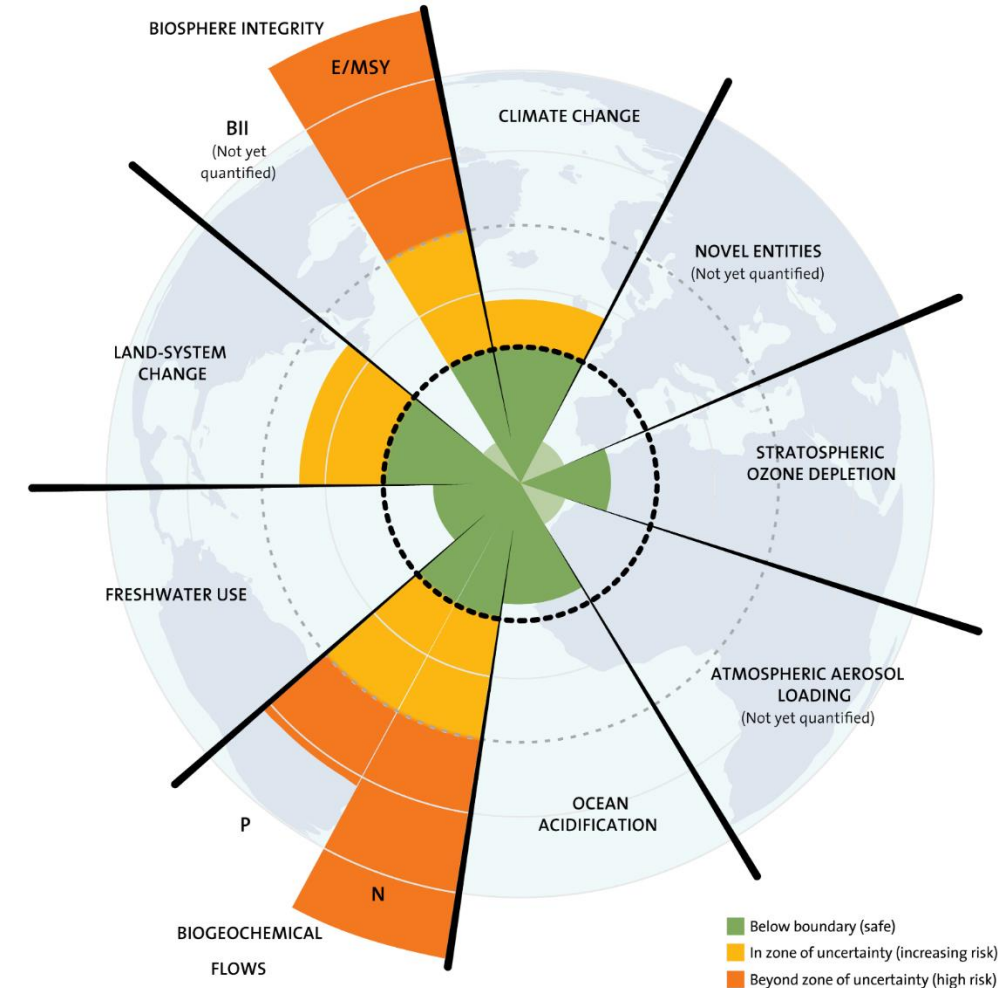 BIOSPHERE INTEGRITY
E/MSY
BII
(Not yet
quantified)
CLIMATE CHANGE
NOVEL ENTITIES
(Not yet quantified)
LAND-SYSTEM
CHANGE
STRATOSPHERIC
OZONE DEPLETION
FRESHWATER USE
ATMOSPHERIC AEROSOL
LOADING
(Not yet quantified)
OCEAN
ACIDIFICATION
P
N
BIOGEOCHEMICAL
FLOWS
Below boundary (safe)
In zone of uncertainty (increasing risk)
Beyond zone of uncertainty (high risk)